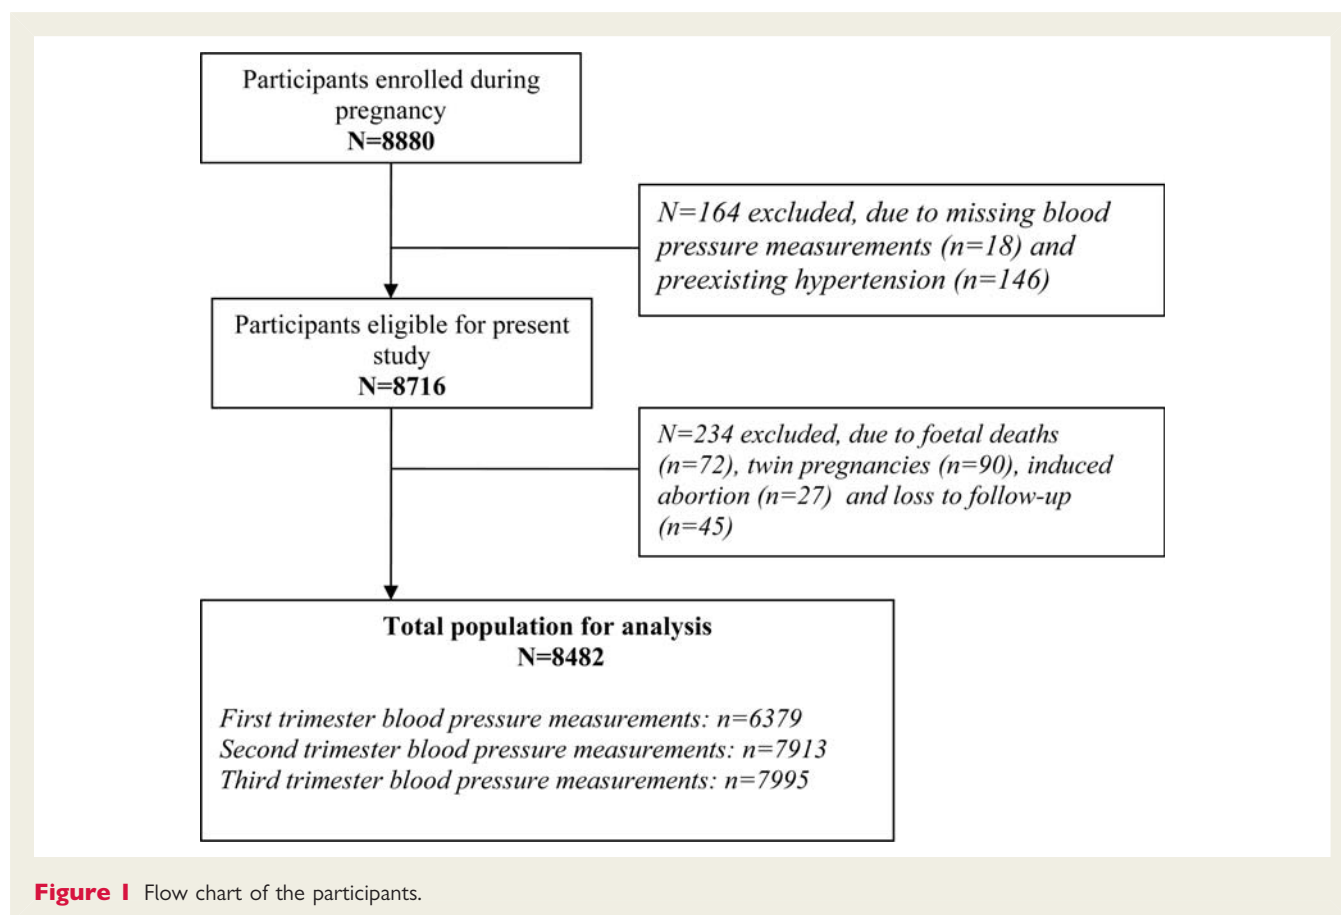 Participants enrolled during
pregnancy
N=8880
N=164 excluded, due to missing blood
pressure measurements (n=18) and
preexisting hypertension (n=146)
Participants eligible for present
study
N=8716
N=234 excluded, due to foetal deaths
(n=72), twin pregnancies (n=90), induced
abortion (n=27) and loss to follow-up
(n=45)
Total population for analysis
N=8482
First trimester blood pressure measurements: n=6379
Second trimester blood pressure measurements: n=7913
Third trimester blood pressure measurements: n=7995
Figure 1 Flow chart of the participants.